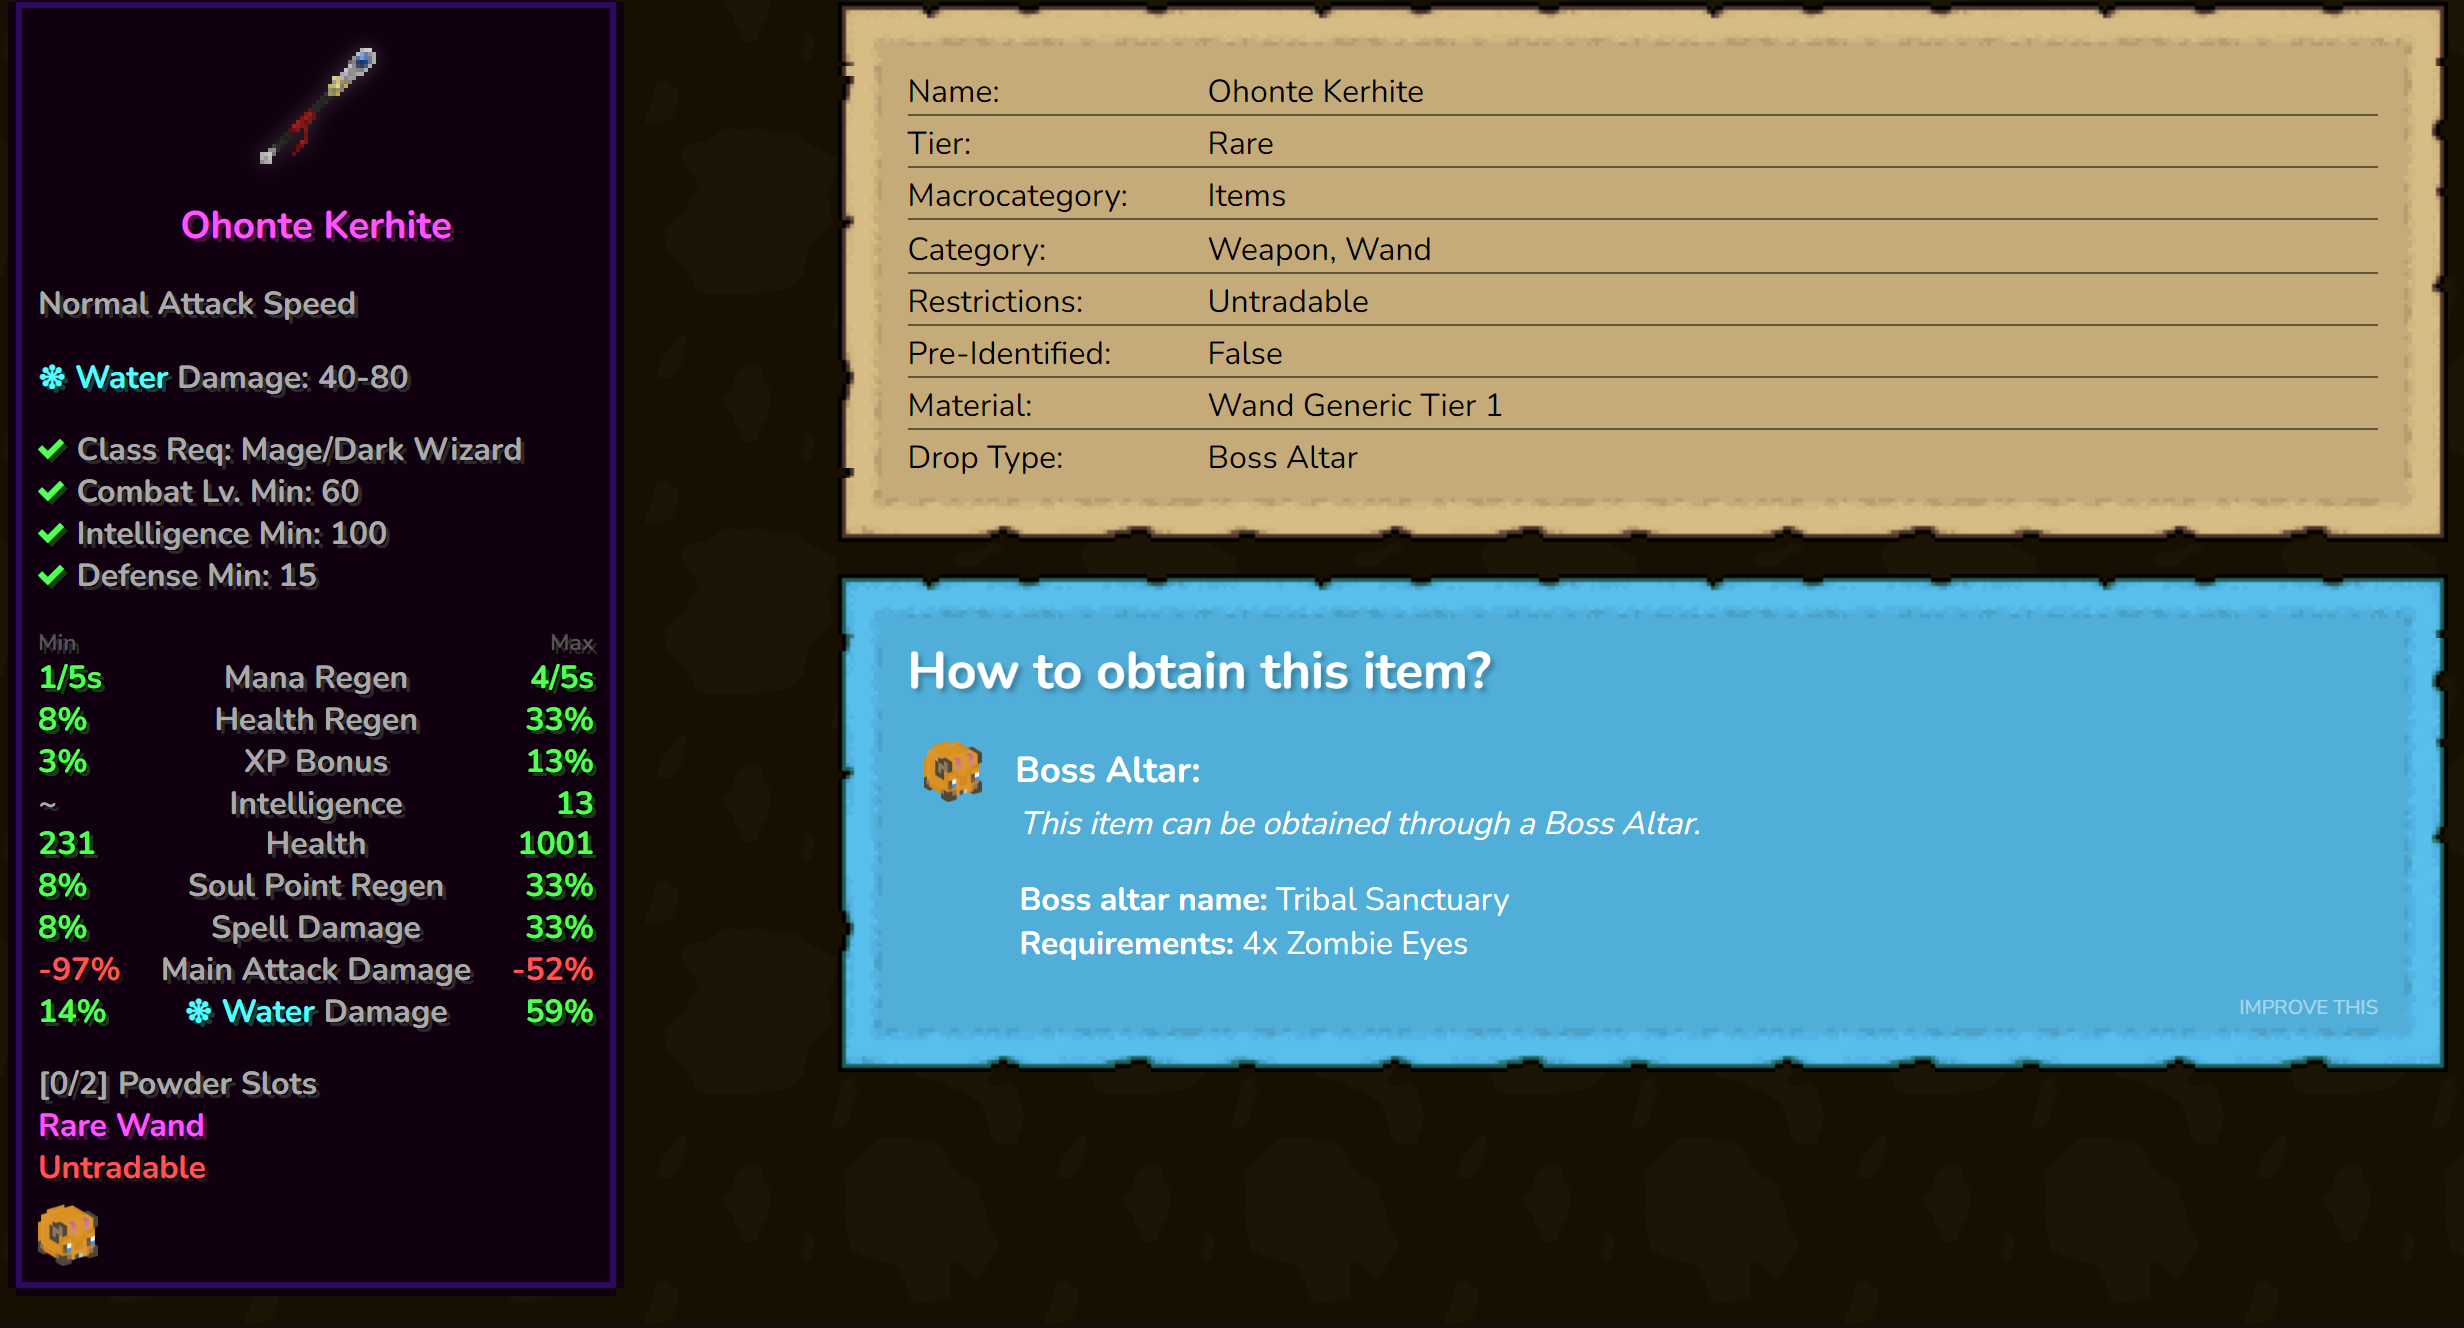 Ohonte Kerhite
Normal Attack Speed
❉ Water Damage: 40-80
✔ Class Req: Mage/Dark Wizard
✔ Combat Lv. Min: 60
✔ Intelligence Min: 100
✔ Defense Min: 15
Min Max
1/5s Mana Regen 4/5s
8% Health Regen 33%
3% XP Bonus 13%
~ Intelligence 13
231 Health 1001
8% Soul Point Regen 33%
8% Spell Damage 33%
-97% Main Attack Damage -52%
14% ❉ Water Damage 59%
[0/2] Powder Slots
Rare Wand
Untradable
Name: Ohonte Kerhite
Tier: Rare
Macrocategory: Items
Category: Weapon, Wand
Restrictions: Untradable
Pre-Identified: False
Material: Wand Generic Tier 1
Drop Type: Boss Altar
How to obtain this item?
Boss Altar:
This item can be obtained through a Boss Altar.
Boss altar name: Tribal Sanctuary
Requirements: 4x Zombie Eyes
IMPROVE THIS